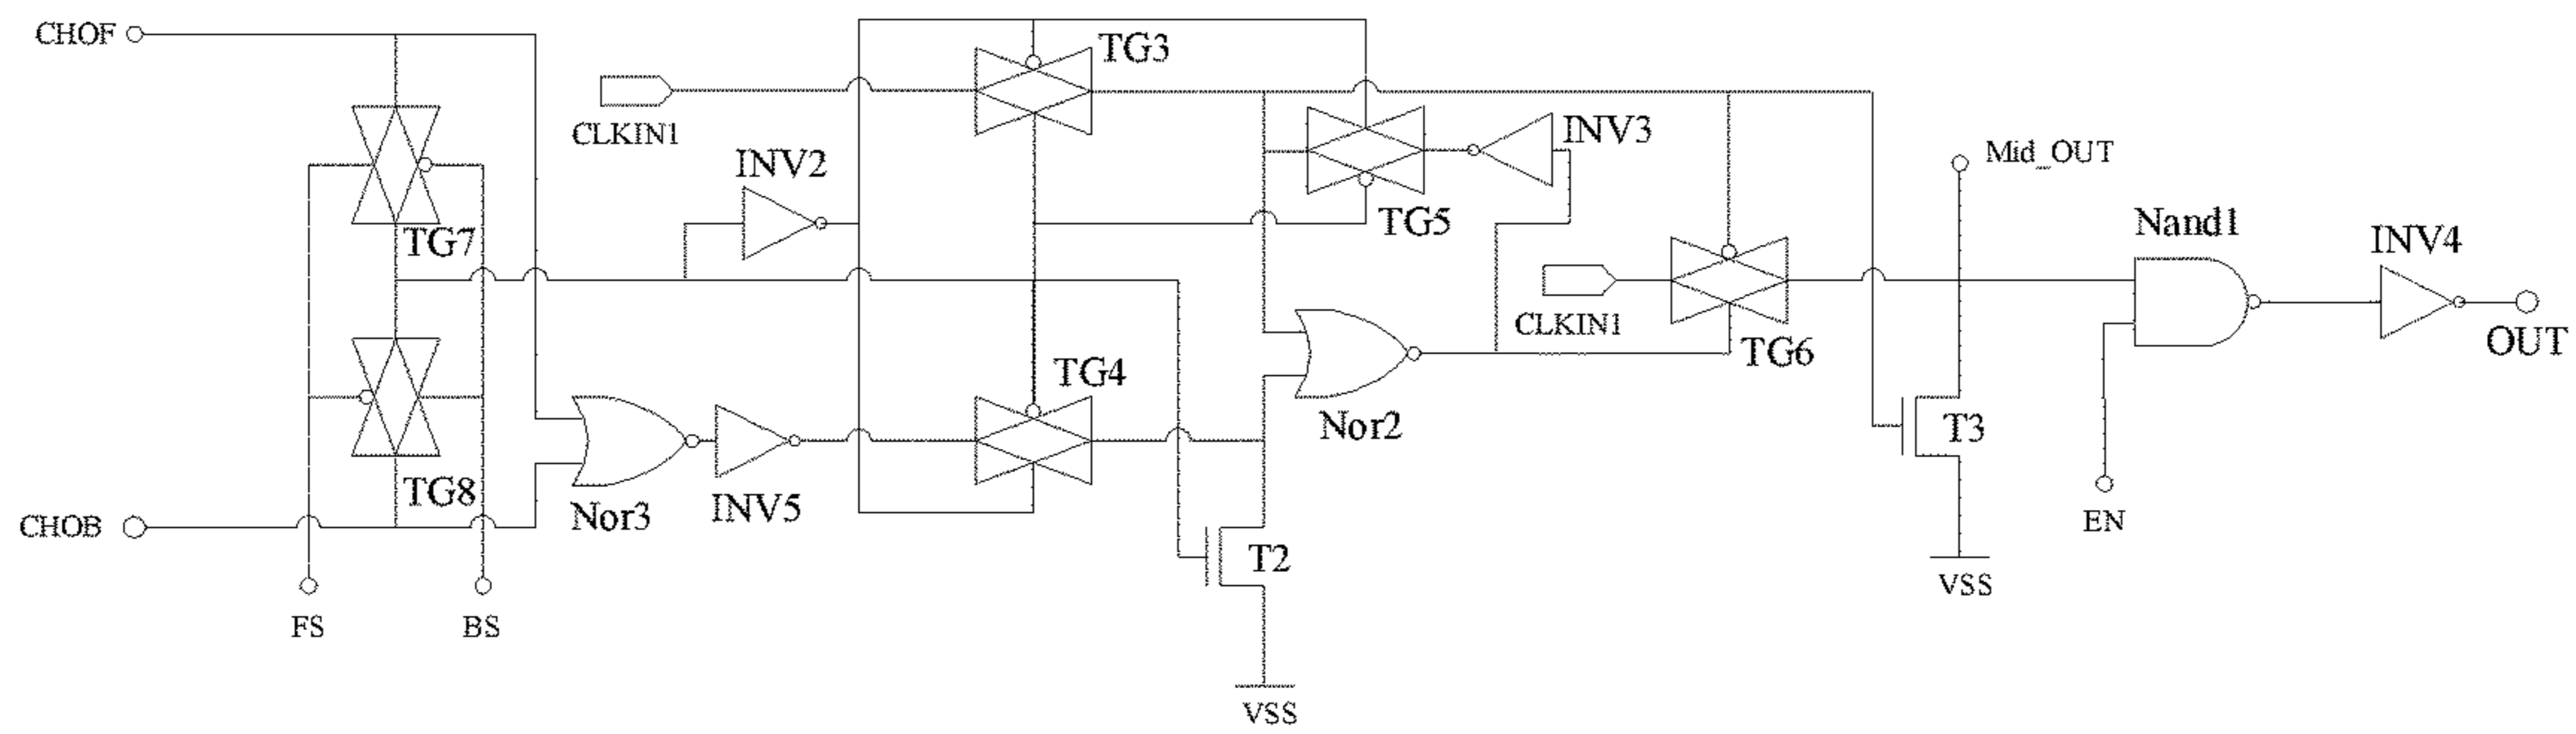 CHOF
TG3
CLKIN1
INV3
INV2
Mid_OUT
TG7
TG5
Nand1
INV4
CLKIN1
TG6
OUT
TG4
Nor2
T3
TG8
Nor3
INV5
CHOB
EN
T2
VSS
FS
BS
VSS